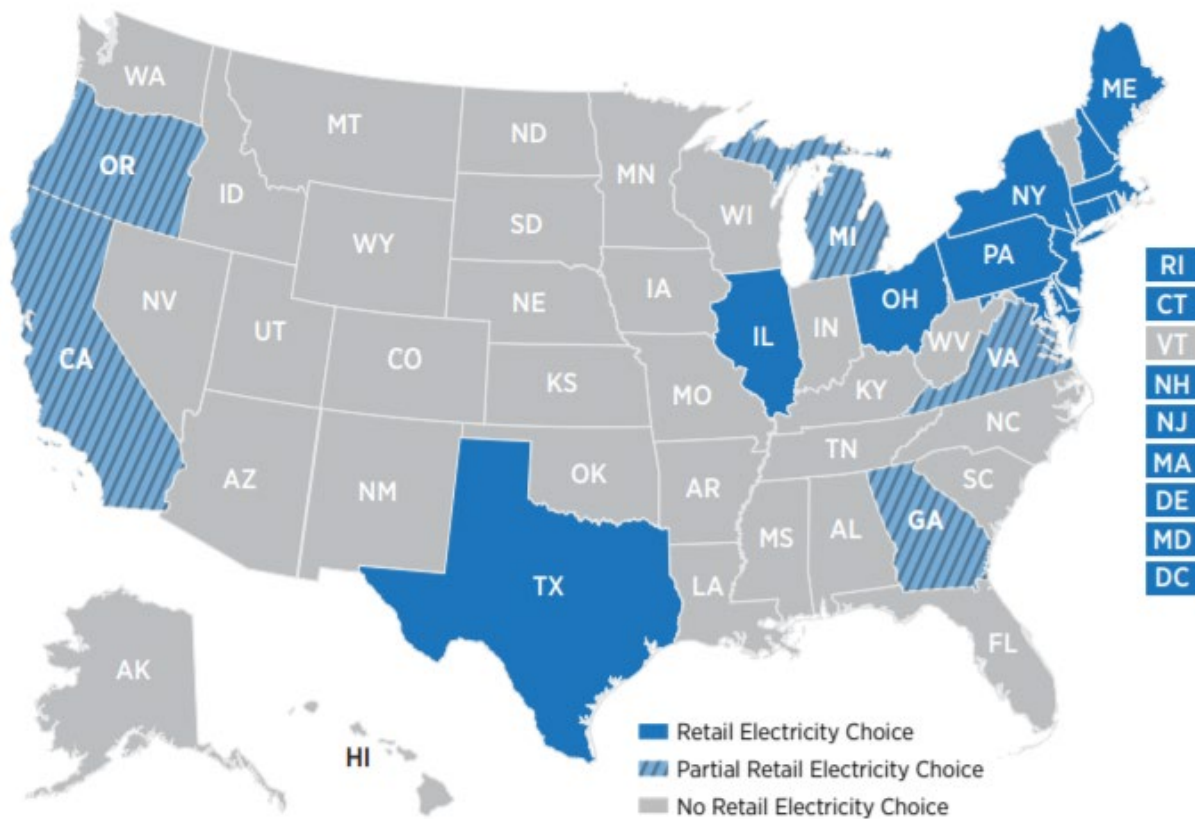 WA
MT
ND
MN
ME
OR
ID
SD
WI
NY
WY
MI
IA
PA
NE
RI
NV
OH
IL
IN
CT
UT
CO
WV
VA
VT
CA
KS
MO
KY
NH
NC
NJ
TN
AZ
OK
MA
NM
AR
SC
DE
GA
MS
AL
MD
TX
LA
DC
FL
AK
HI
Retail Electricity Choice
Partial Retail Electricity Choice
No Retail Electricity Choice